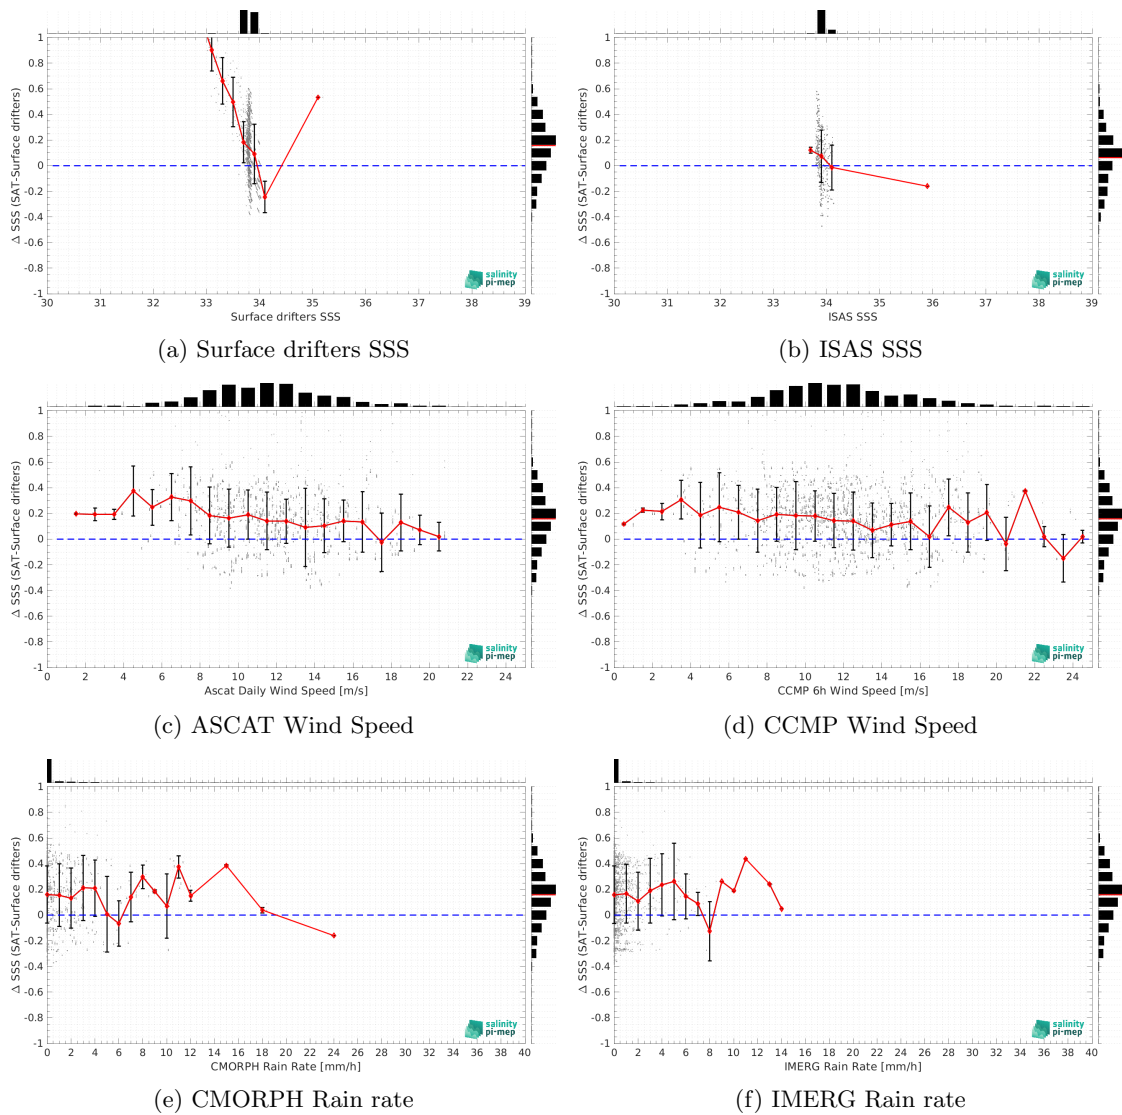 1
0.8
0.6
0.4
0.2
0
-0.2
-0.4
-0.6
-0.8
-1
Δ SSS (SAT-Surface drifters)
salinity
pi-mep
30 31 32 33 34 35 36 37 38 39
Surface drifters SSS
(a) Surface drifters SSS
1
0.8
0.6
0.4
0.2
0
-0.2
-0.4
-0.6
-0.8
-1
Δ SSS (SAT-Surface drifters)
salinity
pi-mep
30 31 32 33 34 35 36 37 38 39
ISAS SSS
(b) ISAS SSS
1
0.8
0.6
0.4
0.2
0
-0.2
-0.4
-0.6
-0.8
-1
Δ SSS (SAT-Surface drifters)
salinity
pi-mep
0 2 4 6 8 10 12 14 16 18 20 22 24
Ascat Daily Wind Speed [m/s]
(c) ASCAT Wind Speed
1
0.8
0.6
0.4
0.2
0
-0.2
-0.4
-0.6
-0.8
-1
Δ SSS (SAT-Surface drifters)
salinity
pi-mep
0 2 4 6 8 10 12 14 16 18 20 22 24
CCMP 6h Wind Speed [m/s]
(d) CCMP Wind Speed
1
0.8
0.6
0.4
0.2
0
-0.2
-0.4
-0.6
-0.8
-1
Δ SSS (SAT-Surface drifters)
salinity
pi-mep
0 2 4 6 8 10 12 14 16 18 20 22 24 26 28 30 32 34 36 38 40
CMORPH Rain Rate [mm/h]
(e) CMORPH Rain rate
1
0.8
0.6
0.4
0.2
0
-0.2
-0.4
-0.6
-0.8
-1
Δ SSS (SAT-Surface drifters)
salinity
pi-mep
0 2 4 6 8 10 12 14 16 18 20 22 24 26 28 30 32 34 36 38 40
IMERG Rain Rate [mm/h]
(f) IMERG Rain rate